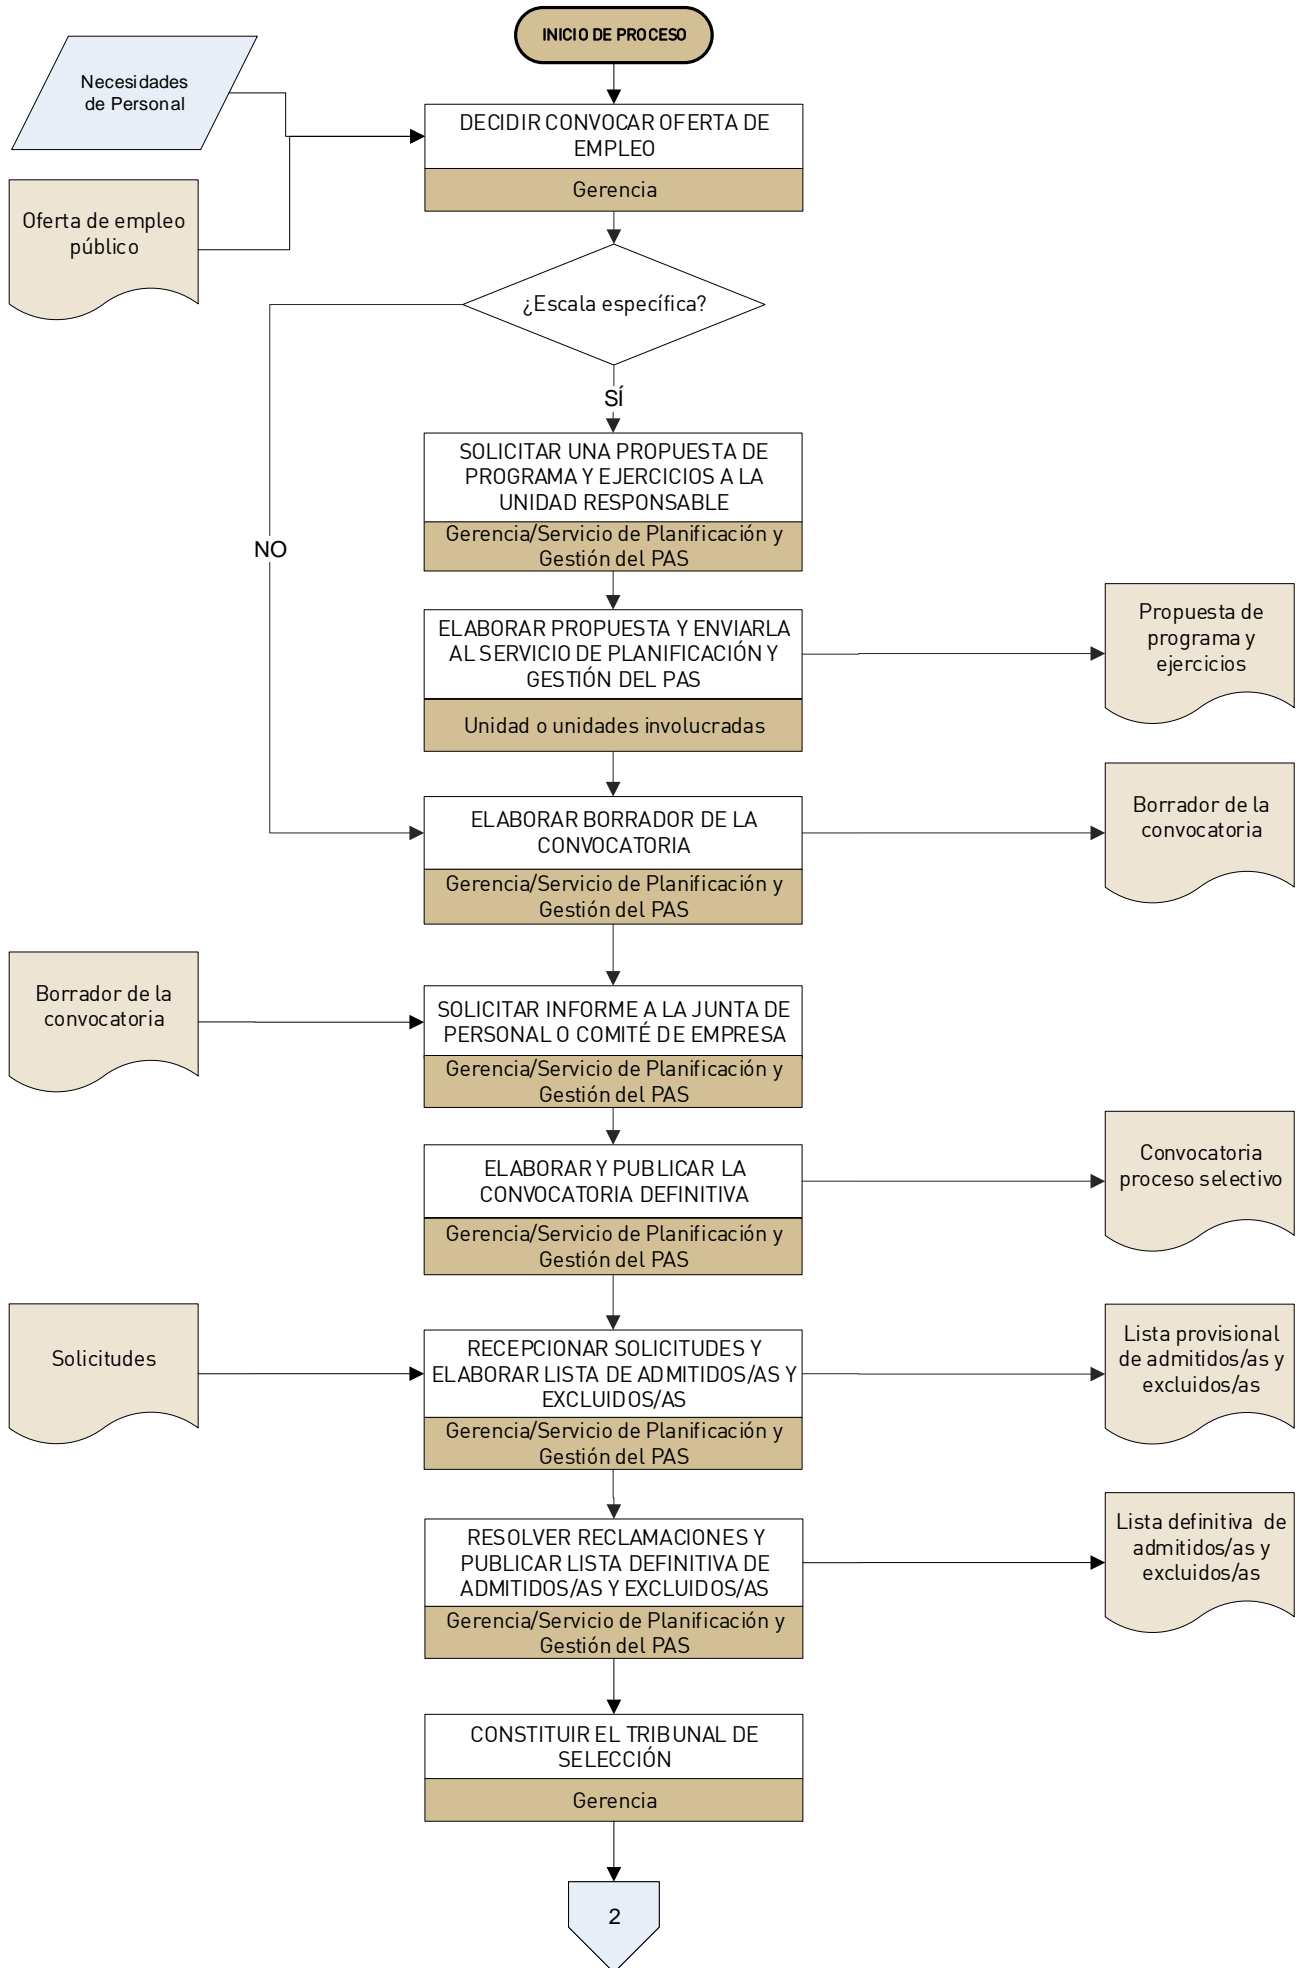 INICIO DE PROCESO
Necesidades
de Personal
DECIDIR CONVOCAR OFERTA DE
EMPLEO
Gerencia
Oferta de empleo
público
¿Escala específica?
SÍ
SOLICITAR UNA PROPUESTA DE
PROGRAMA Y EJERCICIOS A LA
UNIDAD RESPONSABLE
Gerencia/Servicio de Planificación y
Gestión del PAS
NO
ELABORAR PROPUESTA Y ENVIARLA
AL SERVICIO DE PLANIFICACIÓN Y
GESTIÓN DEL PAS
Unidad o unidades involucradas
Propuesta de
programa y
ejercicios
ELABORAR BORRADOR DE LA
CONVOCATORIA
Gerencia/Servicio de Planificación y
Gestión del PAS
Borrador de la
convocatoria
Borrador de la
convocatoria
SOLICITAR INFORME A LA JUNTA DE
PERSONAL O COMITÉ DE EMPRESA
Gerencia/Servicio de Planificación y
Gestión del PAS
ELABORAR Y PUBLICAR LA
CONVOCATORIA DEFINITIVA
Gerencia/Servicio de Planificación y
Gestión del PAS
Convocatoria
proceso selectivo
Solicitudes
RECEPCIONAR SOLICITUDES Y
ELABORAR LISTA DE ADMITIDOS/AS Y
EXCLUIDOS/AS
Gerencia/Servicio de Planificación y
Gestión del PAS
Lista provisional
de admitidos/as y
excluidos/as
RESOLVER RECLAMACIONES Y
PUBLICAR LISTA DEFINITIVA DE
ADMITIDOS/AS Y EXCLUIDOS/AS
Gerencia/Servicio de Planificación y
Gestión del PAS
Lista definitiva de
admitidos/as y
excluidos/as
CONSTITUIR EL TRIBUNAL DE
SELECCIÓN
Gerencia
2